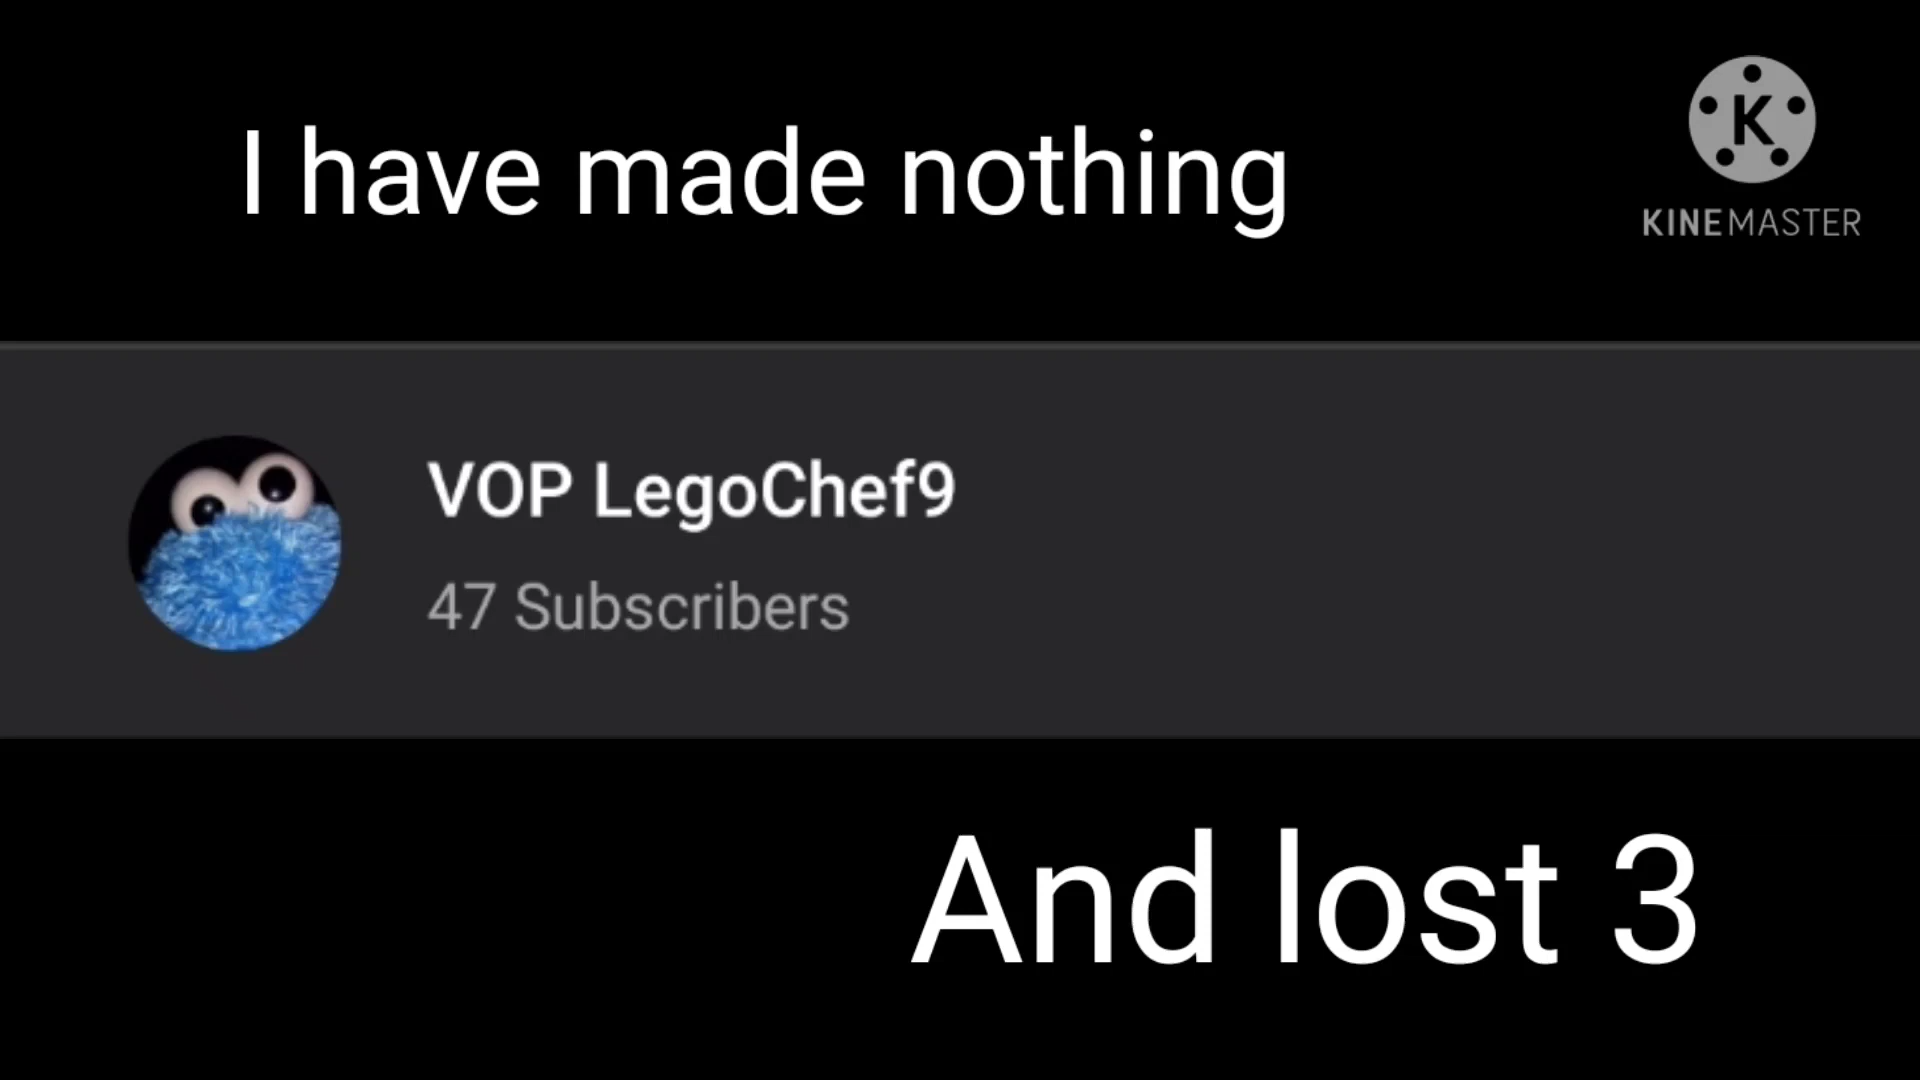 I have made nothing
K
KINEMASTER
VOP LegoChef9
47 Subscribers
And lost 3